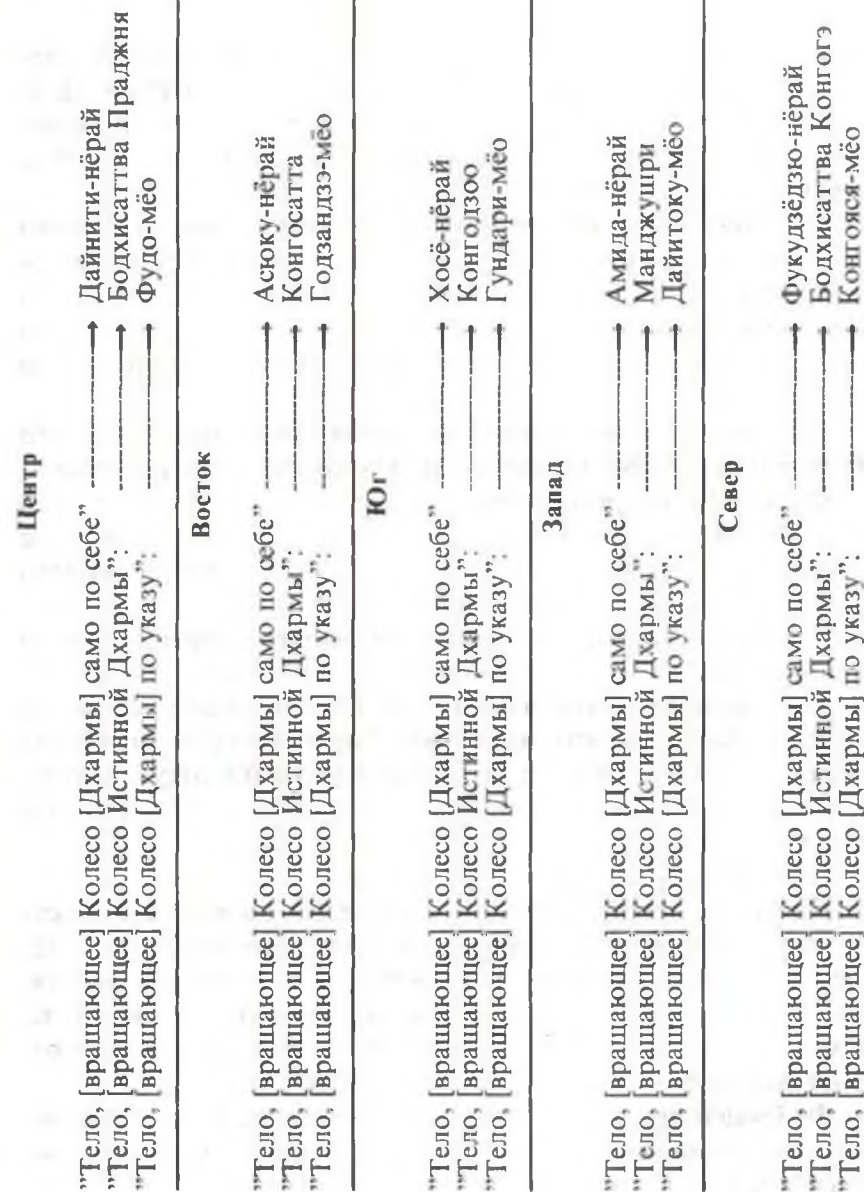 Центр
"Тело, [вращающее] Колесо [Дхармы] само по себе” ----------→ Дайнити-нёрай
"Тело, [вращающее] Колесо Истинной Дхармы”: ----------→ Бодхисаттва Праджня
"Тело, [вращающее] Колесо [Дхармы] по указу”: ----------→ Фудо-мёо
Восток
"Тело, [вращающее] Колесо [Дхармы] само по себе” ----------→ Асюку-нёрай
"Тело, [вращающее] Колесо Истинной Дхармы”: ----------→ Конгосатта
"Тело, [вращающее] Колесо [Дхармы] по указу”: ----------→ Годзандзэ-мёо
Юг
"Тело, [вращающее] Колесо [Дхармы] само по себе” ----------→ Хосё-нёрай
"Тело, [вращающее] Колесо Истинной Дхармы”: ----------→ Конгодзоо
"Тело, [вращающее] Колесо [Дхармы] по указу”: ----------→ Гундари-мёо
Запад
"Тело, [вращающее] Колесо [Дхармы] само по себе” ----------→ Амида-нёрай
"Тело, [вращающее] Колесо Истинной Дхармы”: ----------→ Манджушри
"Тело, [вращающее] Колесо [Дхармы] по указу”: ----------→ Дайитоку-мёо
Север
"Тело, [вращающее] Колесо [Дхармы] само по себе” ----------→ Фукудзёдзю-нёрай
"Тело, [вращающее] Колесо Истинной Дхармы”: ----------→ Бодхисаттва Конгогэ
"Тело, [вращающее] Колесо [Дхармы] по указу”: ----------→ Конгояся-мёо